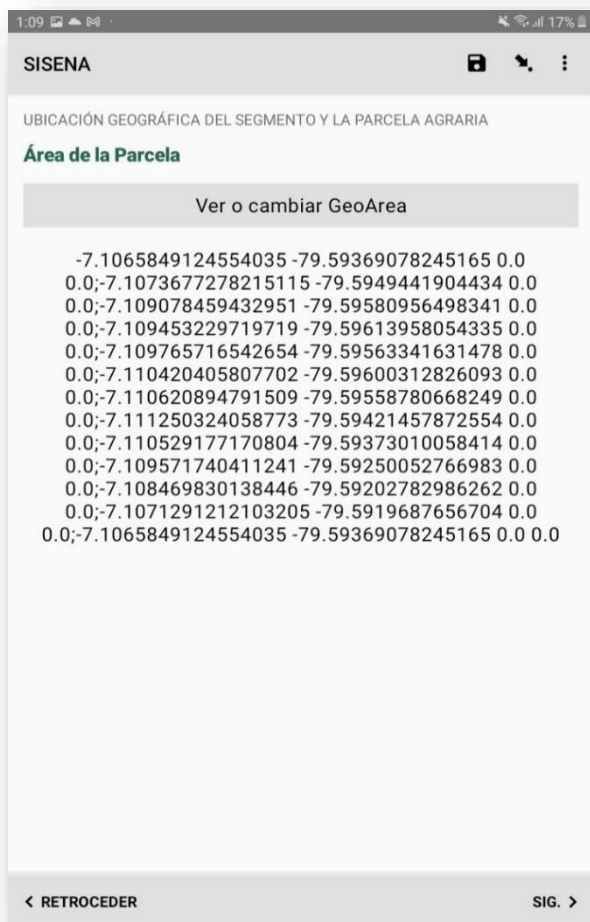 1:09
17%
SISENA
UBICACIÓN GEOGRÁFICA DEL SEGMENTO Y LA PARCELA AGRARIA
Área de la Parcela
Ver o cambiar GeoArea
-7.1065849124554035 -79.59369078245165 0.0
0.0;-7.1073677278215115 -79.5949441904434 0.0
0.0;-7.109078459432951 -79.59580956498341 0.0
0.0;-7.109453229719719 -79.59613958054335 0.0
0.0;-7.109765716542654 -79.59563341631478 0.0
0.0;-7.110420405807702 -79.59600312826093 0.0
0.0;-7.110620894791509 -79.59558780668249 0.0
0.0;-7.111250324058773 -79.59421457872554 0.0
0.0;-7.110529177170804 -79.59373010058414 0.0
0.0;-7.109571740411241 -79.59250052766983 0.0
0.0;-7.108469830138446 -79.59202782986262 0.0
0.0;-7.1071291212103205 -79.5919687656704 0.0
0.0;-7.1065849124554035 -79.59369078245165 0.0 0.0
< RETROCEDER
SIG. >